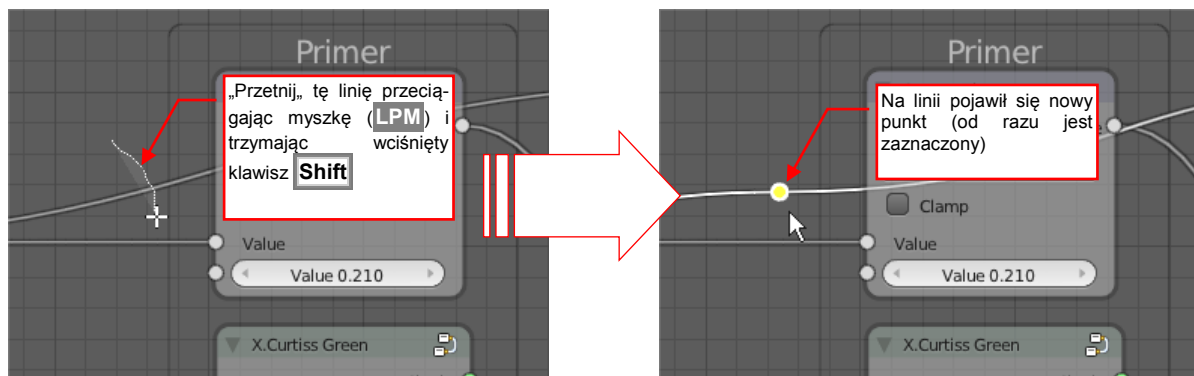 Primer
„Przetnij„ tę linię przecią-
gając myszkę (LPM) i
trzymając wciśnięty
klawisz Shift
Value
Value 0.210
X.Curtiss Green
Primer
Na linii pojawił się nowy
punkt (od razu jest
zaznaczony)
Clamp
Value
Value 0.210
X.Curtiss Green